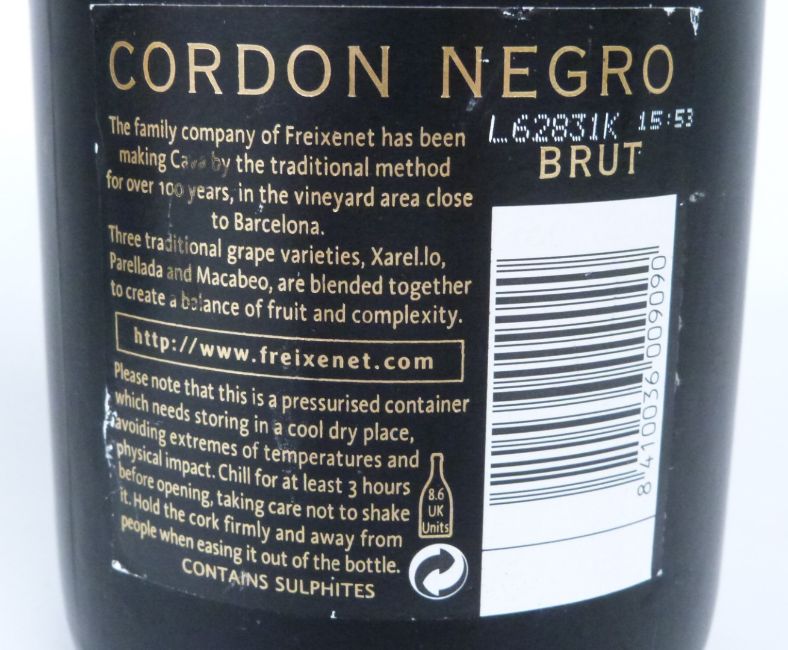 CORDON NEGRO
The family company of Freixenet has been
making Cava by the traditional method
for over 100 years, in the vineyard area close
to Barcelona.
Three traditional grape varieties, Xarel.lo,
Parellada and Macabeo, are blended together
to create a balance of fruit and complexity.
http://www.freixenet.com
Please note that this is a pressurised container
which needs storing in a cool dry place,
avoiding extremes of temperatures and
physical impact. Chill for at least 3 hours
before opening, taking care not to shake
it. Hold the cork firmly and away from
people when easing it out of the bottle.
CONTAINS SULPHITES
8.6
UK
Units
L62831K 15:53
BRUT
8 410036 009090